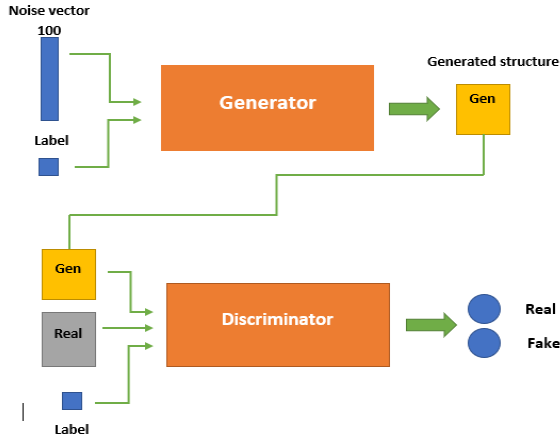 Noise vector
100
Label
Generator
Generated structure
Gen
Gen
Real
Label
Discriminator
Real
Fake